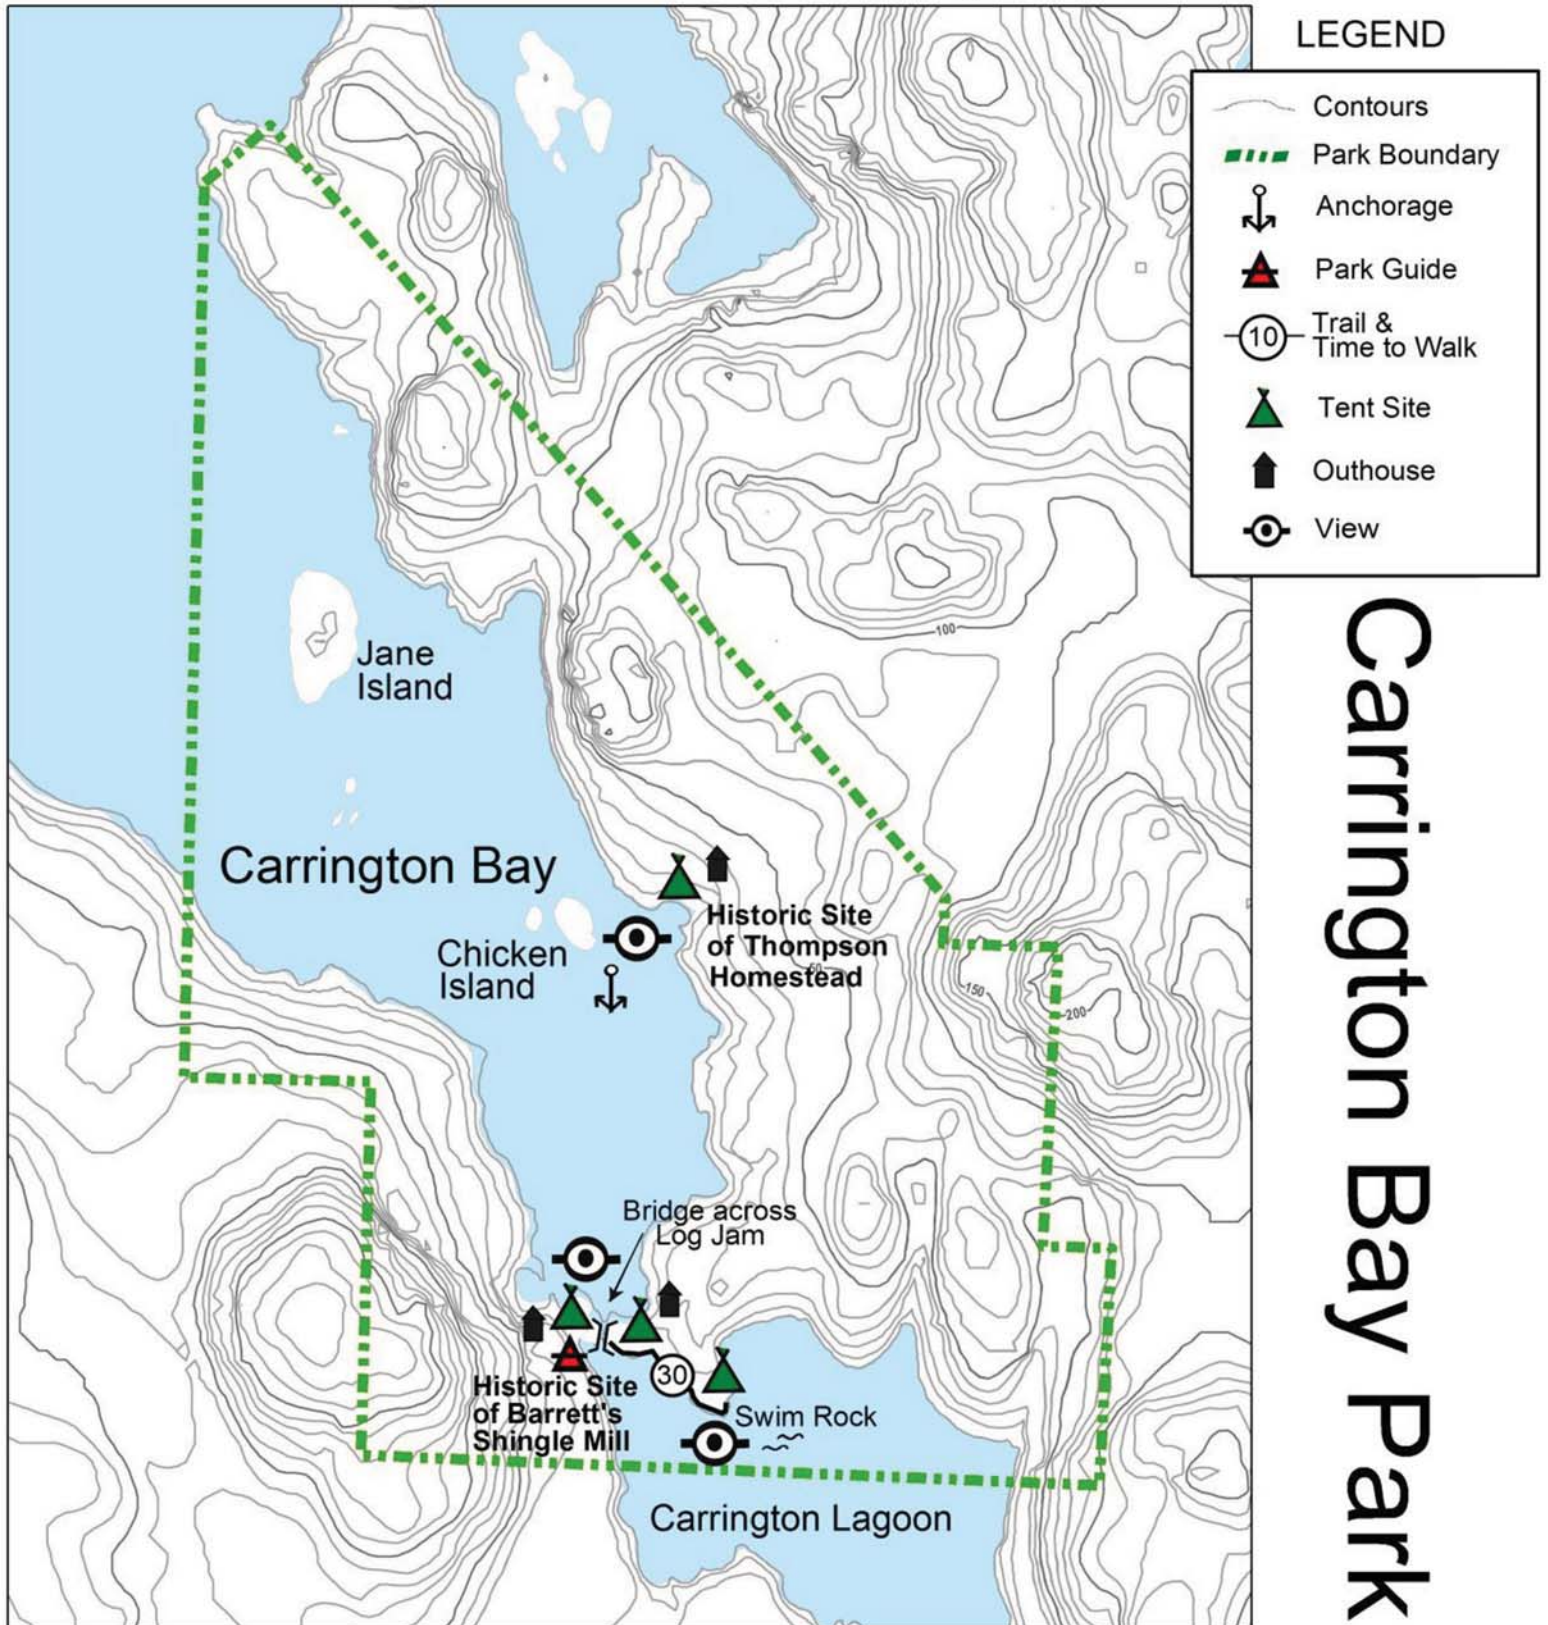 LEGEND
Contours
Park Boundary
Anchorage
Park Guide
10
Trail &
Time to Walk
Tent Site
Outhouse
View
Carrington Bay Park
100
Jane
Island
Carrington Bay
Historic Site
of Thompson
Homestead
50
Chicken
Island
150
200
Bridge across
Log Jam
30
Historic Site
of Barrett's
Shingle Mill
Swim Rock
Carrington Lagoon